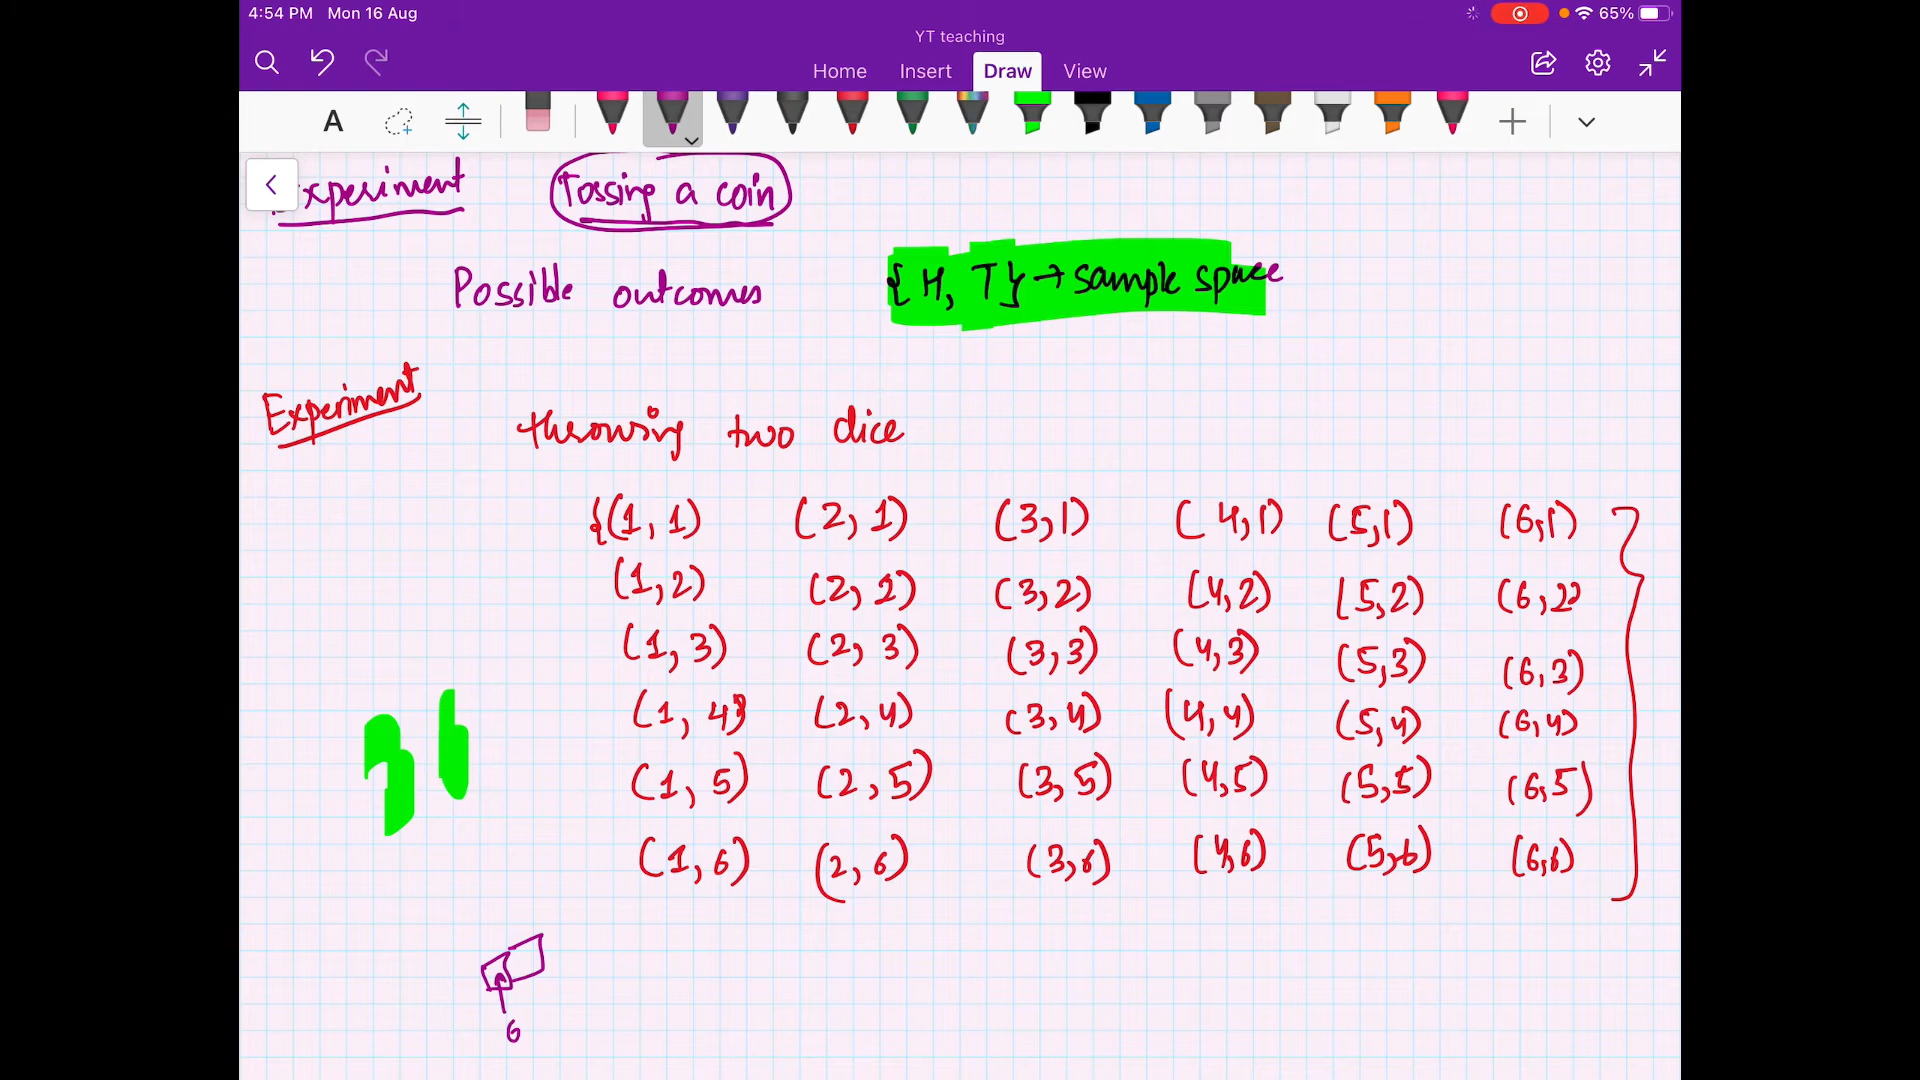 4:54 PM Mon 16 Aug 65%
YT teaching
Home Insert Draw View
A
Experiment Tossing a coin
Possible outcomes {H, T} → sample space
Experiment
throwing two dice
{(1, 1) (2, 1) (3,1) (4,1) (5,1) (6,1) }
(1,2) (2, 2) (3,2) (4,2) (5,2) (6,2)
(1, 3) (2, 3) (3,3) (4,3) (5,3) (6,3)
(1, 4) (2,4) (3,4) (4,4) (5,4) (6,4)
(1, 5) (2, 5) (3,5) (4,5) (5,5) (6,5)
(1, 6) (2, 6) (3,6) (4,6) (5,6) (6,6)
36
6